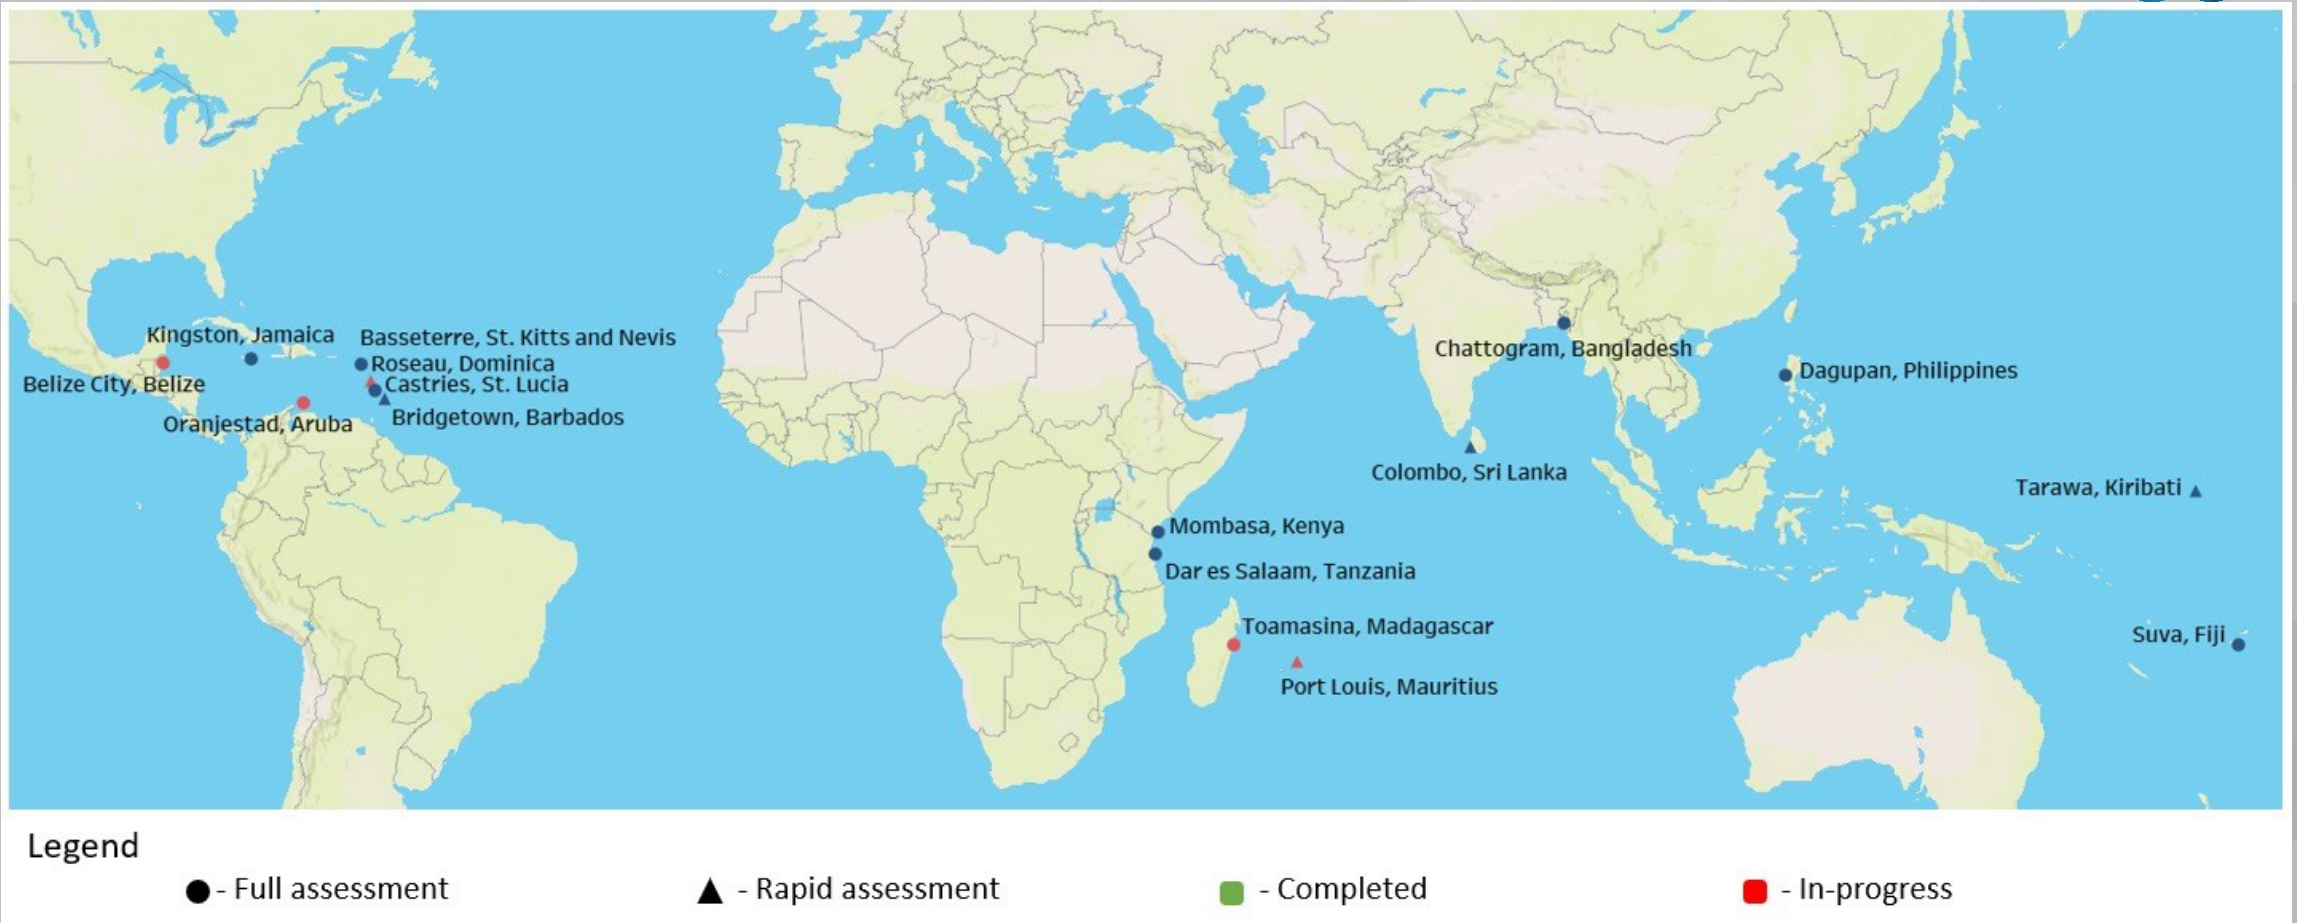 Kingston, Jamaica
Basseterre, St. Kitts and Nevis
Roseau, Dominica
Belize City, Belize
Castries, St. Lucia
Bridgetown, Barbados
Oranjestad, Aruba
Chattogram, Bangladesh
Dagupan, Philippines
Colombo, Sri Lanka
Tarawa, Kiribati
Mombasa, Kenya
Dar es Salaam, Tanzania
Toamasina, Madagascar
Suva, Fiji
Port Louis, Mauritius
Legend
- Full assessment
- Rapid assessment
- Completed
- In-progress